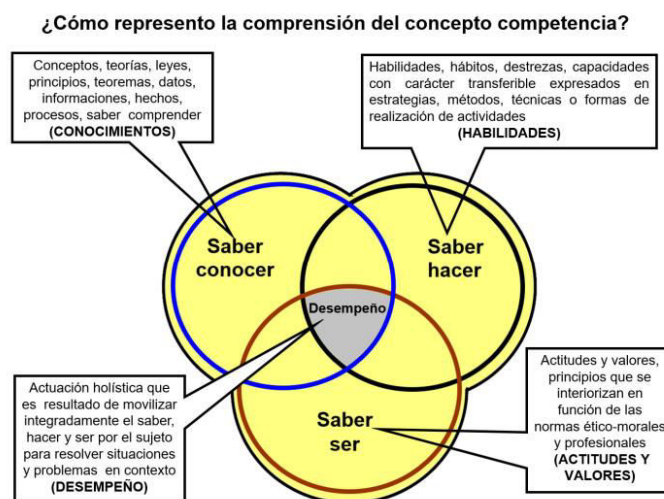 ¿Cómo represento la comprensión del concepto competencia?
Conceptos, teorías, leyes,
principios, teoremas, datos,
informaciones, hechos,
procesos, saber comprender
(CONOCIMIENTOS)
Habilidades, hábitos, destrezas, capacidades
con carácter transferible expresados en
estrategias, métodos, técnicas o formas de
realización de actividades
(HABILIDADES)
Saber
conocer
Saber
hacer
Desempeño
Saber
ser
Actuación holística que
es resultado de movilizar
integradamente el saber,
hacer y ser por el sujeto
para resolver situaciones
y problemas en contexto
(DESEMPEÑO)
Actitudes y valores,
principios que se
interiorizan en
función de las
normas ético-morales
y profesionales
(ACTITUDES Y
VALORES)